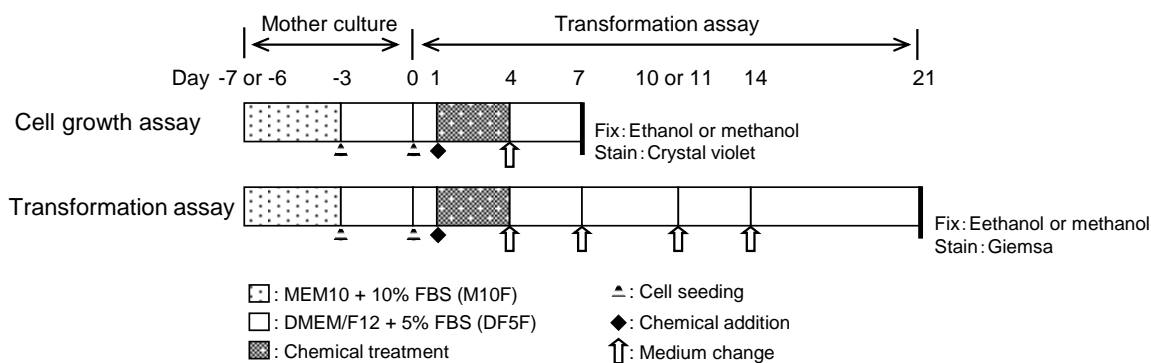 Mother culture Transformation assay
Day -7 or -6 -3 0 1 4 7 10 or 11 14 21
Cell growth assay
Fix: Ethanol or methanol
Stain: Crystal violet
Transformation assay
Fix: Eethanol or methanol
Stain: Giemsa
: MEM10 + 10% FBS (M10F) : Cell seeding
: DMEM/F12 + 5% FBS (DF5F) : Chemical addition
: Chemical treatment : Medium change